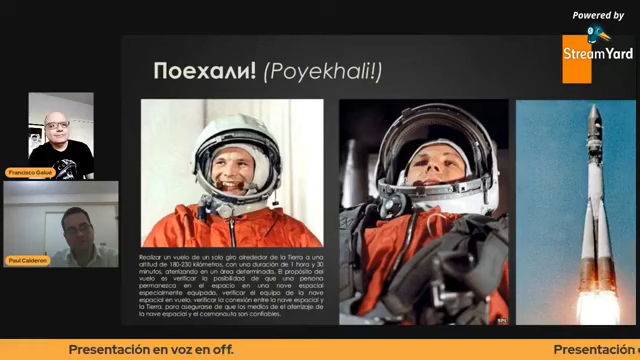 Powered by
StreamYard
Поехали! (Poyekhali!)
Francisco Galué
Paul Calderon
Realizar un vuelo de un solo giro alrededor de la Tierra a una
altitud de 180-230 kilómetros, con una duración de 1 hora y 30
minutos, aterrizando en un área determinada. El propósito del
vuelo es verificar la posibilidad de que una persona
permanezca en el espacio en una nave espacial
especialmente equipado, verificar el equipo de la nave
espacial en vuelo, verificar la conexión entre la nave espacial y
la Tierra, para asegurarse de que los medios de el aterrizaje
de la nave espacial y el cosmonauta son confiables.
Presentación en voz en off.
Presentación